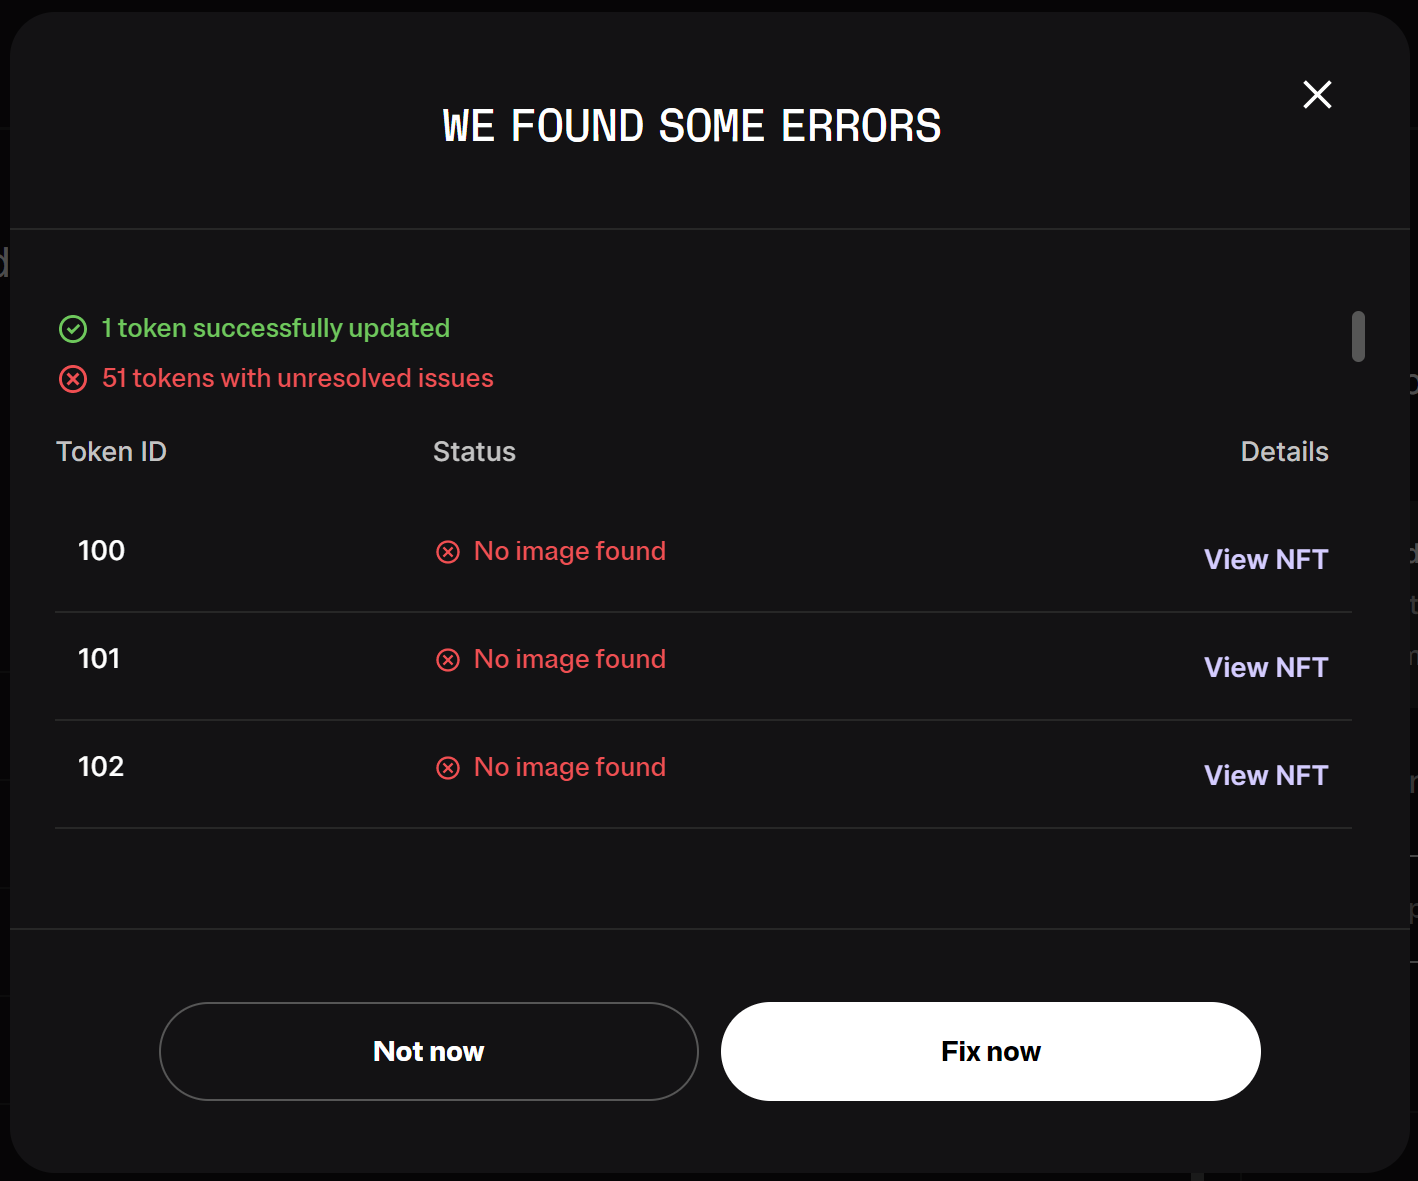 WE FOUND SOME ERRORS
1 token successfully updated
51 tokens with unresolved issues
Token ID Status Details
100 No image found View NFT
101 No image found View NFT
102 No image found View NFT
Not now Fix now